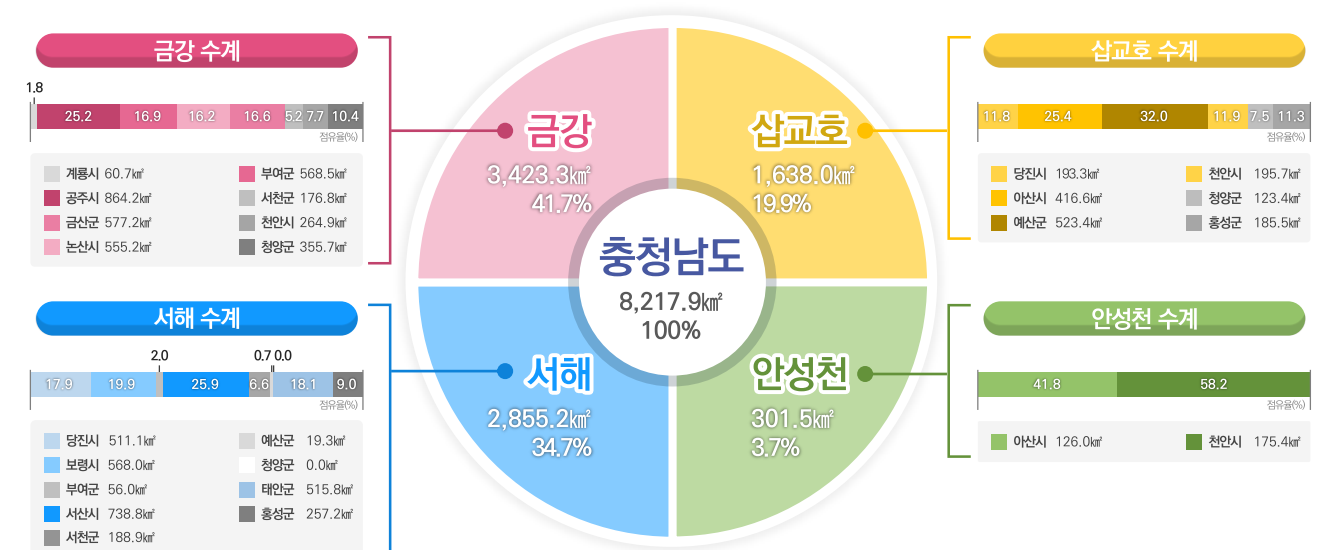 금강 수계
1.8
25.2 16.9 16.2 16.6 5.2 7.7 10.4
점유율(%)
계룡시 60.7㎢ 부여군 568.5㎢
공주시 864.2㎢ 서천군 176.8㎢
금산군 577.2㎢ 천안시 264.9㎢
논산시 555.2㎢ 청양군 355.7㎢
서해 수계
2.0 0.7 0.0
17.9 19.9 25.9 6.6 18.1 9.0
점유율(%)
당진시 511.1㎢ 예산군 19.3㎢
보령시 568.0㎢ 청양군 0.0㎢
부여군 56.0㎢ 태안군 515.8㎢
서산시 738.8㎢ 홍성군 257.2㎢
서천군 188.9㎢
금강
3,423.3㎢
41.7%
삽교호
1,638.0㎢
19.9%
충청남도
8,217.9㎢
100%
서해
2,855.2㎢
34.7%
안성천
301.5㎢
3.7%
삽교호 수계
11.8 25.4 32.0 11.9 7.5 11.3
점유율(%)
당진시 193.3㎢ 천안시 195.7㎢
아산시 416.6㎢ 청양군 123.4㎢
예산군 523.4㎢ 홍성군 185.5㎢
안성천 수계
41.8 58.2
점유율(%)
아산시 126.0㎢ 천안시 175.4㎢